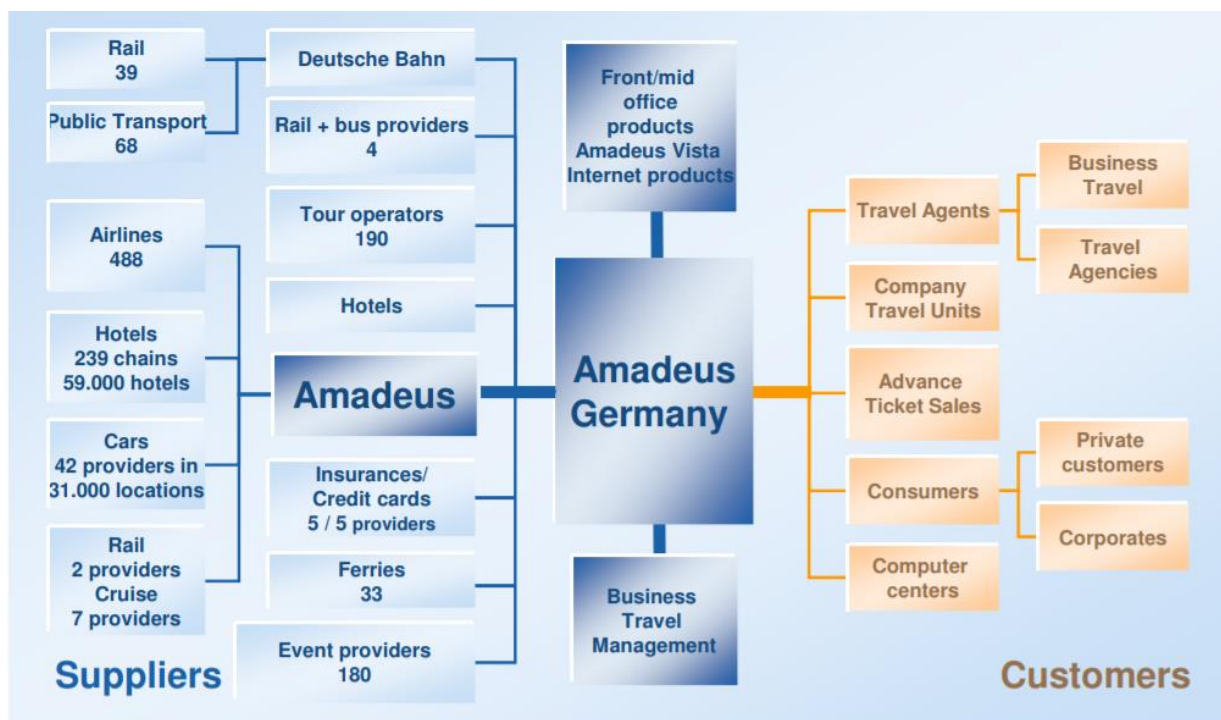 Rail
39
Public Transport
68
Airlines
488
Hotels
239 chains
59.000 hotels
Cars
42 providers in
31.000 locations
Rail
2 providers
Cruise
7 providers
Suppliers
Deutsche Bahn
Rail + bus providers
4
Tour operators
190
Hotels
Amadeus
Insurances/
Credit cards
5 / 5 providers
Ferries
33
Event providers
180
Front/mid
office
products
Amadeus Vista
Internet products
Amadeus
Germany
Business
Travel
Management
Travel Agents
Company
Travel Units
Advance
Ticket Sales
Consumers
Computer
centers
Business
Travel
Travel
Agencies
Private
customers
Corporates
Customers